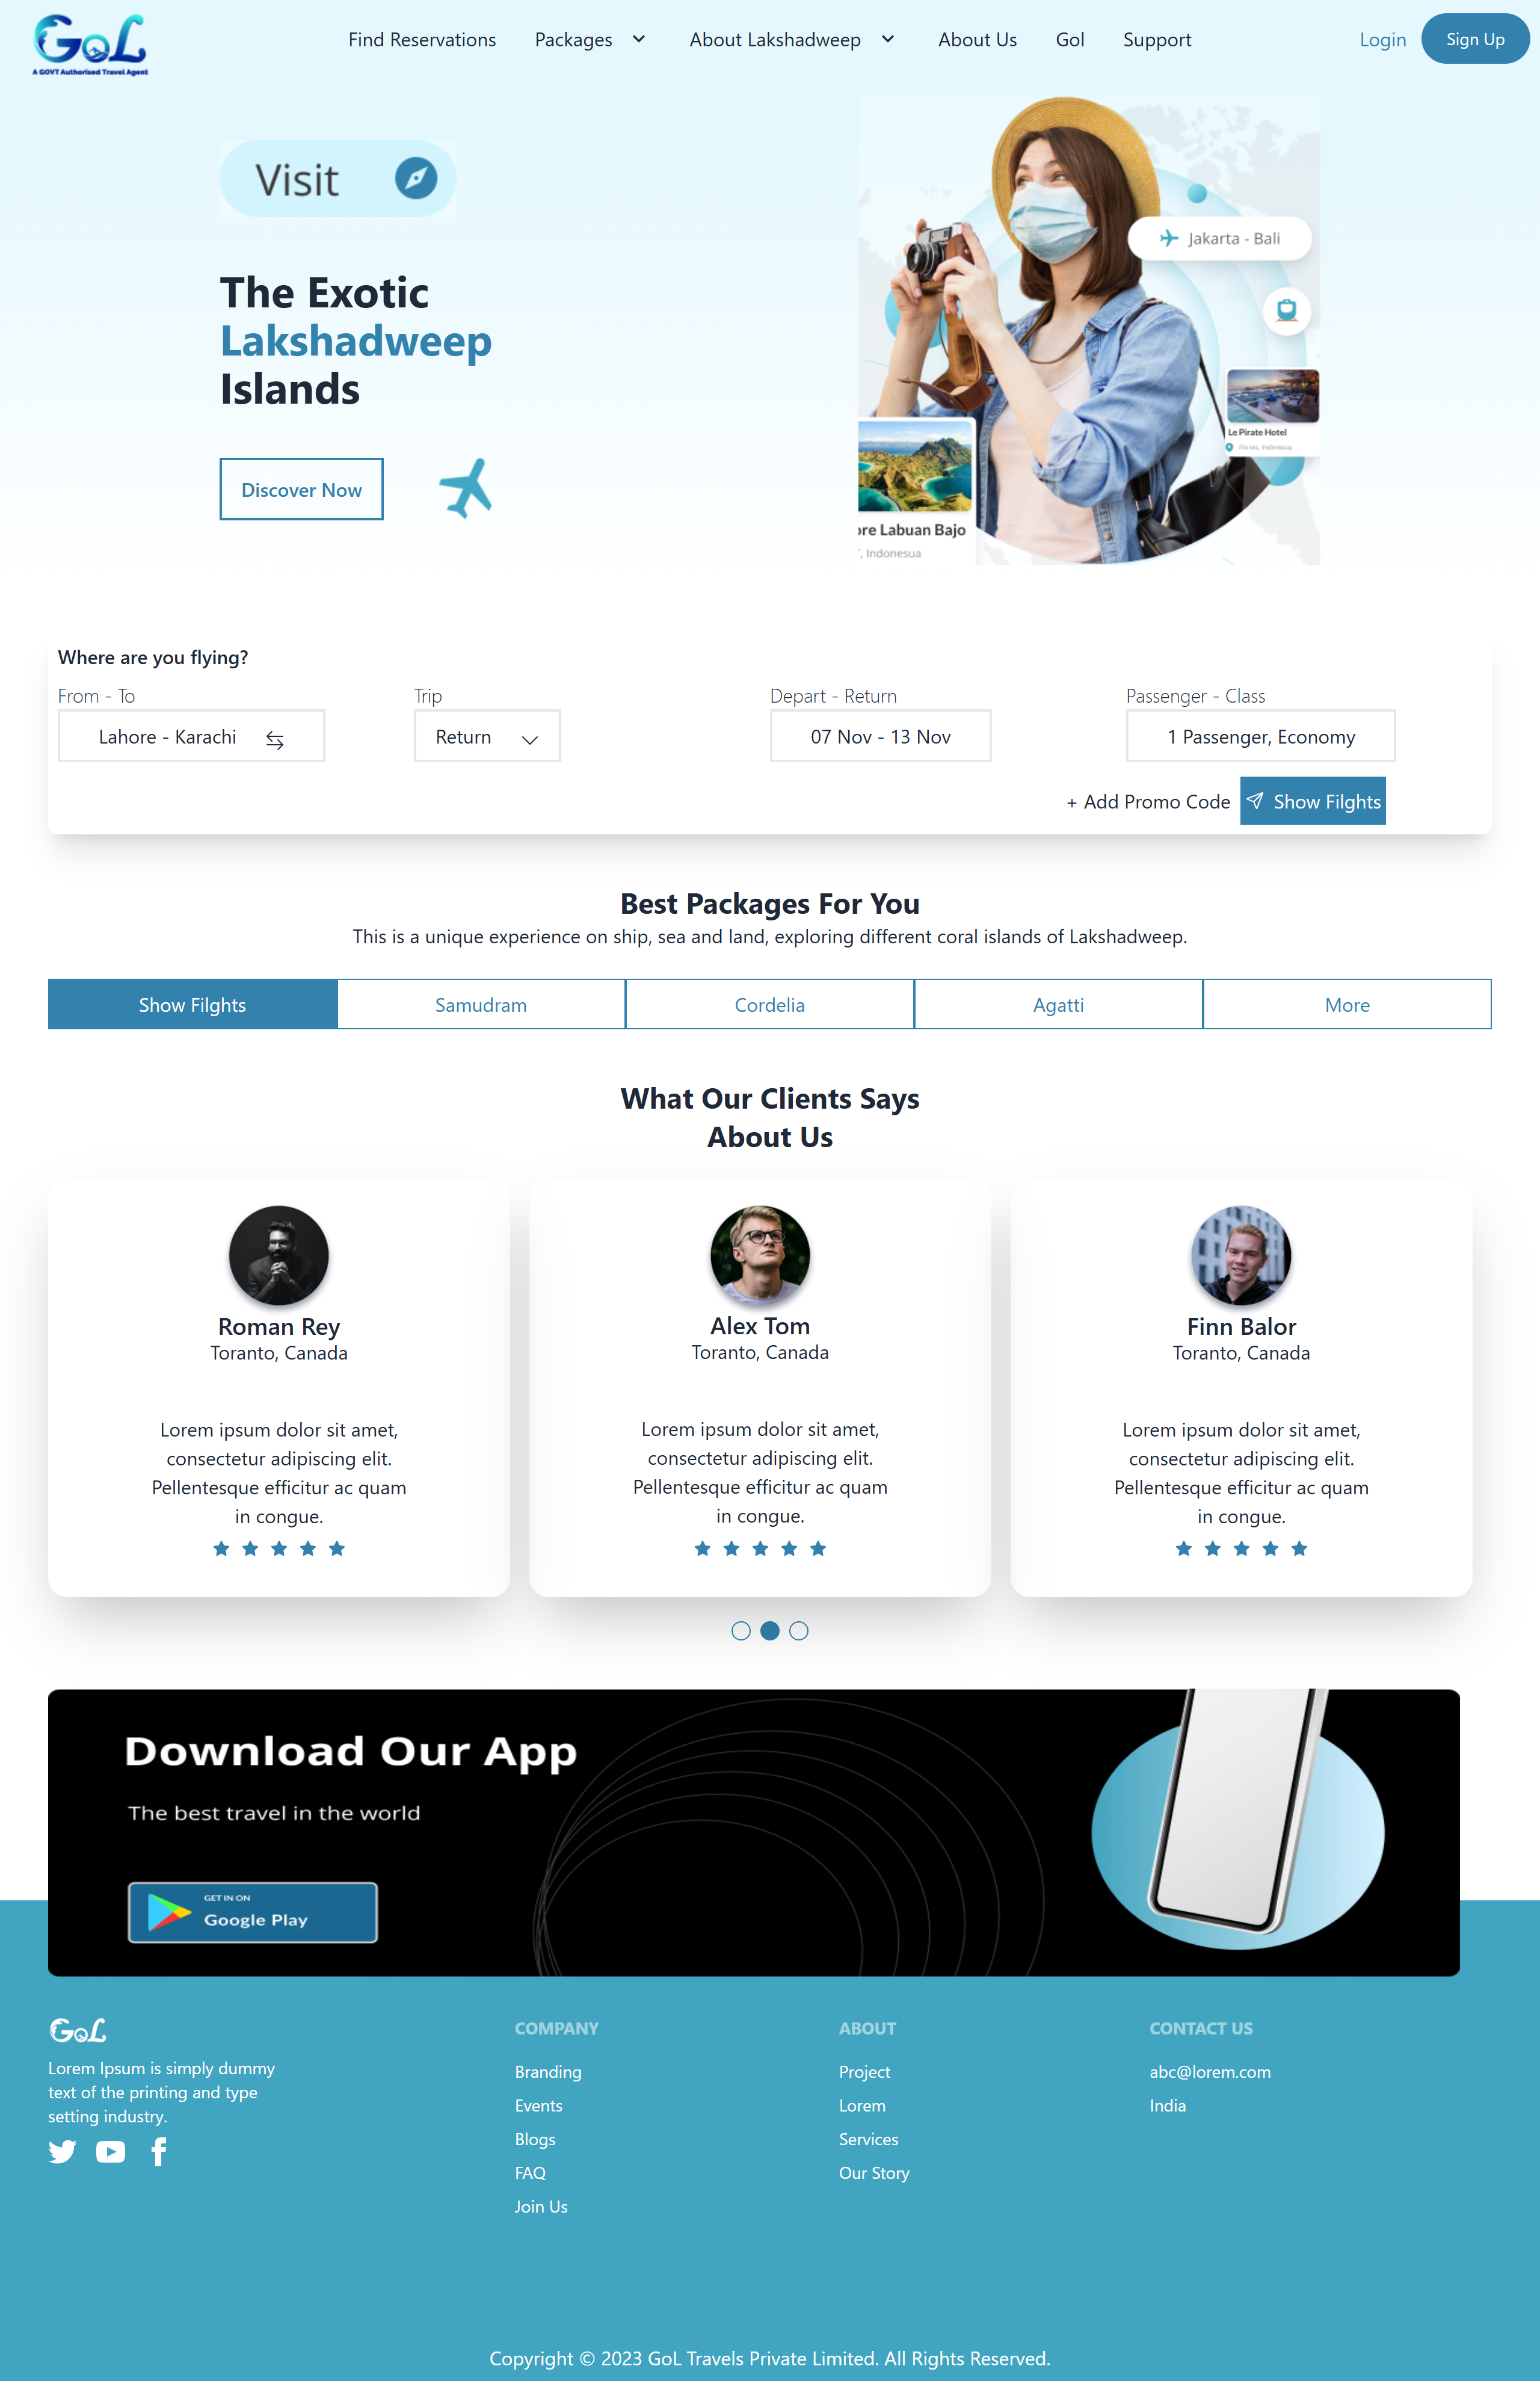 GoL
A GOVT Authorised Travel Agent
Find Reservations Packages About Lakshadweep About Us Gol Support
Login Sign Up
Visit
The Exotic
Lakshadweep
Islands
Discover Now
Jakarta - Bali
Le Pirate Hotel
Flores, Indonesia
ore Labuan Bajo
, Indonesua
Where are you flying?
From - To Trip Depart - Return Passenger - Class
Lahore - Karachi Return 07 Nov - 13 Nov 1 Passenger, Economy
+ Add Promo Code Show Filghts
Best Packages For You
This is a unique experience on ship, sea and land, exploring different coral islands of Lakshadweep.
Show Filghts Samudram Cordelia Agatti More
What Our Clients Says
About Us
Roman Rey
Toranto, Canada
Lorem ipsum dolor sit amet,
consectetur adipiscing elit.
Pellentesque efficitur ac quam
in congue.
Alex Tom
Toranto, Canada
Lorem ipsum dolor sit amet,
consectetur adipiscing elit.
Pellentesque efficitur ac quam
in congue.
Finn Balor
Toranto, Canada
Lorem ipsum dolor sit amet,
consectetur adipiscing elit.
Pellentesque efficitur ac quam
in congue.
Download Our App
The best travel in the world
GET IN ON
Google Play
GoL
Lorem Ipsum is simply dummy
text of the printing and type
setting industry.
COMPANY
Branding
Events
Blogs
FAQ
Join Us
ABOUT
Project
Lorem
Services
Our Story
CONTACT US
abc@lorem.com
India
Copyright © 2023 GoL Travels Private Limited. All Rights Reserved.